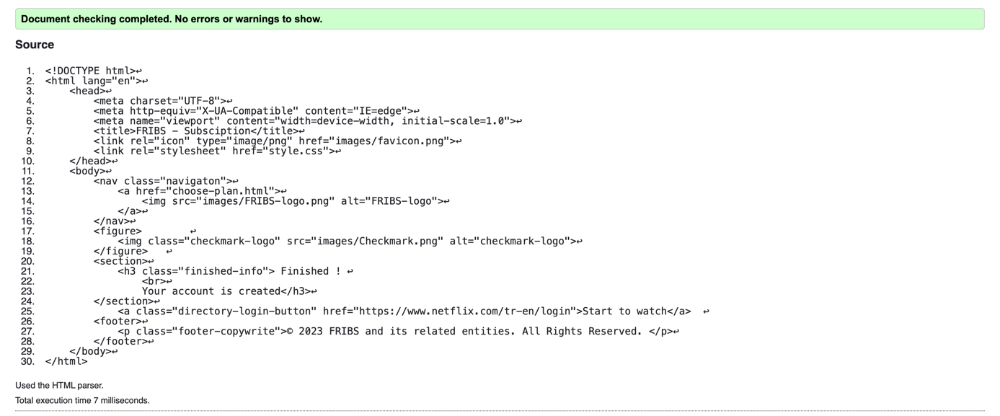 Document checking completed. No errors or warnings to show.
Source
1. <!DOCTYPE html>↩
2. <html lang="en">↩
3.     <head>↩
4.         <meta charset="UTF-8">↩
5.         <meta http-equiv="X-UA-Compatible" content="IE=edge">↩
6.         <meta name="viewport" content="width=device-width, initial-scale=1.0">↩
7.         <title>FRIBS - Subsciption</title>↩
8.         <link rel="icon" type="image/png" href="images/favicon.png">↩
9.         <link rel="stylesheet" href="style.css">↩
10.     </head>↩
11.     <body>↩
12.         <nav class="navigaton">↩
13.             <a href="choose-plan.html">↩
14.                 <img src="images/FRIBS-logo.png" alt="FRIBS-logo">↩
15.             </a>↩
16.         </nav>↩
17.         <figure>        ↩
18.             <img class="checkmark-logo" src="images/Checkmark.png" alt="checkmark-logo">↩
19.         </figure>   ↩
20.         <section>↩
21.             <h3 class="finished-info"> Finished ! ↩
22.                 <br>↩
23.                 Your account is created</h3>↩
24.         </section>↩
25.             <a class="directory-login-button" href="https://www.netflix.com/tr-en/login">Start to watch</a>  ↩
26.         <footer>↩
27.             <p class="footer-copywrite">© 2023 FRIBS and its related entities. All Rights Reserved. </p>↩
28.         </footer>↩
29.     </body>↩
30. </html>
Used the HTML parser.
Total execution time 7 milliseconds.